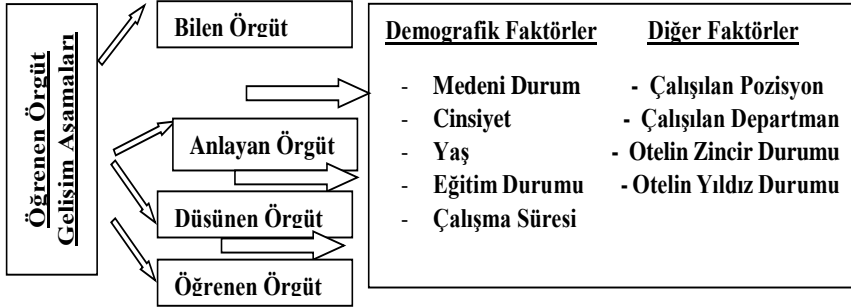 Öğrenen Örgüt
Gelişim Aşamaları
Bilen Örgüt
Anlayan Örgüt
Düsünen Örgüt
Öğrenen Örgüt
Demografik Faktörler
- Medeni Durum
- Cinsiyet
- Yaş
- Eğitim Durumu
- Çalışma Süresi
Diğer Faktörler
- Çalışılan Pozisyon
- Çalışılan Departman
- Otelin Zincir Durumu
- Otelin Yıldız Durumu